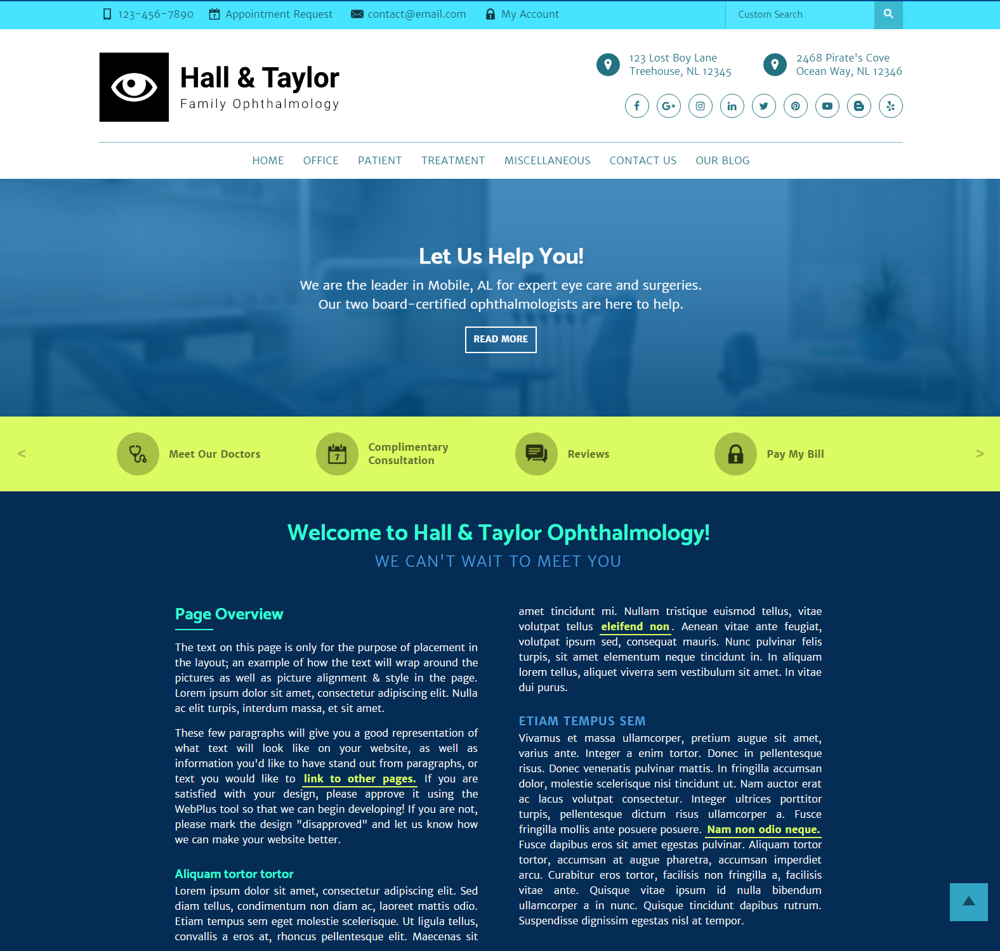 123-456-7890 Appointment Request contact@email.com My Account Custom Search
Hall & Taylor
Family Ophthalmology
123 Lost Boy Lane
Treehouse, NL 12345
2468 Pirate's Cove
Ocean Way, NL 12346
HOME OFFICE PATIENT TREATMENT MISCELLANEOUS CONTACT US OUR BLOG
Let Us Help You!
We are the leader in Mobile, AL for expert eye care and surgeries.
Our two board-certified ophthalmologists are here to help.
READ MORE
< Meet Our Doctors
7
Complimentary
Consultation
Reviews
Pay My Bill >
Welcome to Hall & Taylor Ophthalmology!
WE CAN'T WAIT TO MEET YOU
Page Overview
The text on this page is only for the purpose of placement in
the layout; an example of how the text will wrap around the
pictures as well as picture alignment & style in the page.
Lorem ipsum dolor sit amet, consectetur adipiscing elit. Nulla
ac elit turpis, interdum massa, et sit amet.
These few paragraphs will give you a good representation of
what text will look like on your website, as well as
information you'd like to have stand out from paragraphs, or
text you would like to link to other pages. If you are
satisfied with your design, please approve it using the
WebPlus tool so that we can begin developing! If you are not,
please mark the design "disapproved" and let us know how
we can make your website better.
Aliquam tortor tortor
Lorem ipsum dolor sit amet, consectetur adipiscing elit. Sed
diam tellus, condimentum non diam ac, laoreet mattis odio.
Etiam tempus sem eget molestie scelerisque. Ut ligula tellus,
convallis a eros at, rhoncus pellentesque elit. Maecenas sit
amet tincidunt mi. Nullam tristique euismod tellus, vitae
volutpat tellus eleifend non. Aenean vitae ante feugiat,
volutpat ipsum sed, consequat mauris. Nunc pulvinar felis
turpis, sit amet elementum neque tincidunt in. In aliquam
lorem tellus, aliquet viverra sem vestibulum sit amet. In vitae
dui purus.
ETIAM TEMPUS SEM
Vivamus et massa ullamcorper, pretium augue sit amet,
varius ante. Integer a enim tortor. Donec in pellentesque
risus. Donec venenatis pulvinar mattis. In fringilla accumsan
dolor, molestie scelerisque nisi tincidunt ut. Nam auctor erat
ac lacus volutpat consectetur. Integer ultrices porttitor
turpis, pellentesque dictum risus ullamcorper a. Fusce
fringilla mollis ante posuere posuere. Nam non odio neque.
Fusce dapibus eros sit amet egestas pulvinar. Aliquam tortor
tortor, accumsan at augue pharetra, accumsan imperdiet
arcu. Curabitur eros tortor, facilisis non fringilla a, facilisis
vitae ante. Quisque vitae ipsum id nulla bibendum
ullamcorper a in nunc. Quisque tincidunt dapibus rutrum.
Suspendisse dignissim egestas nisl at tempor.